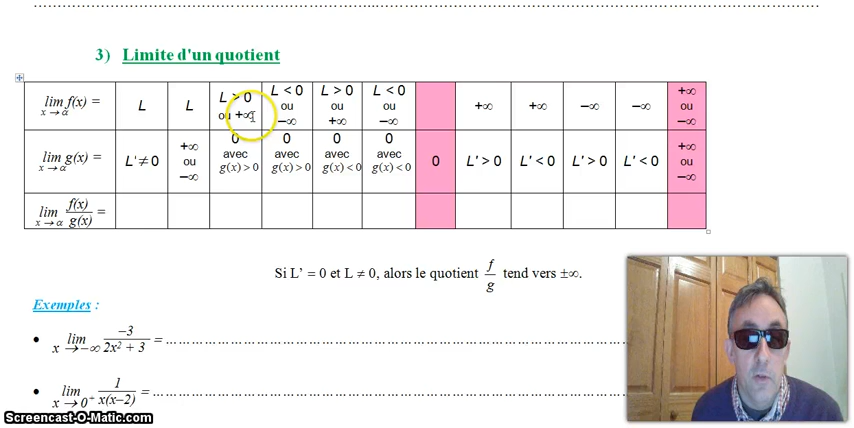 3) Limite d'un quotient
lim f(x) = L L L > 0 L < 0 L > 0 L < 0 +∞ +∞ −∞ −∞ +∞
x → α ou +∞ ou ou ou ou
−∞ +∞ −∞ −∞
lim g(x) = L' ≠ 0 +∞ 0 0 0 0 0 L' > 0 L' < 0 L' > 0 L' < 0 +∞
x → α ou avec avec avec avec ou
−∞ g(x) > 0 g(x) > 0 g(x) < 0 g(x) < 0 −∞
lim f(x)/g(x) =
x → α
Si L' = 0 et L ≠ 0, alors le quotient f/g tend vers ±∞.
Exemples :
• lim x → −∞ −3/(2x² + 3) =
• lim x → 0⁺ 1/(x(x−2)) =
Screencast-O-Matic.com